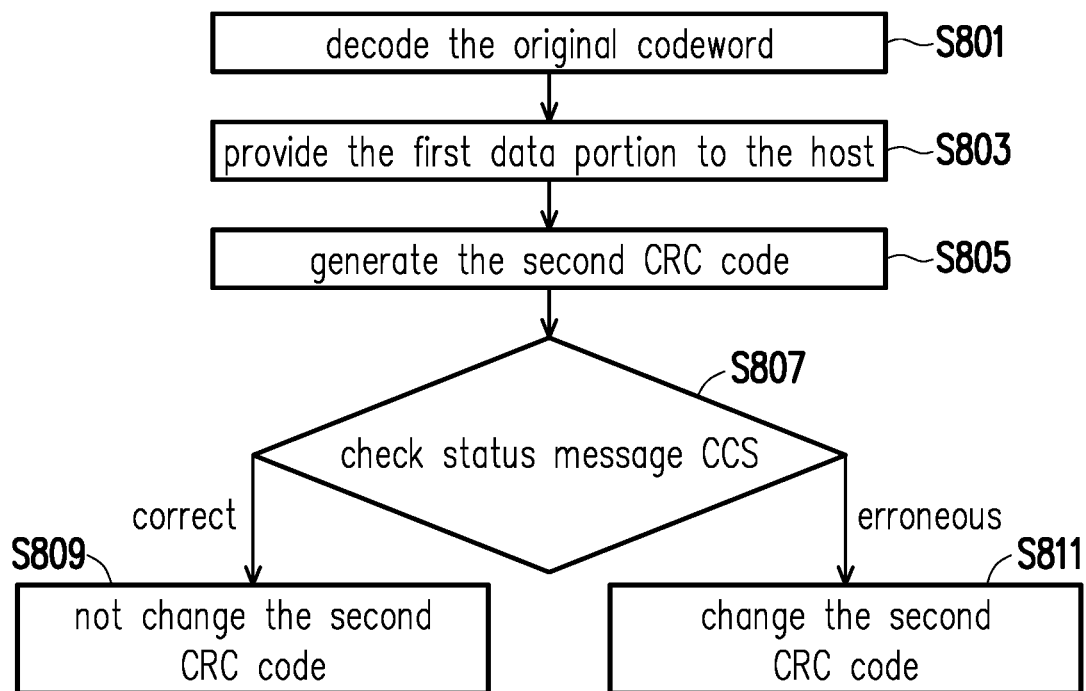 decode the original codeword
S801
provide the first data portion to the host
S803
generate the second CRC code
S805
S807
check status message CCS
correct
erroneous
S809
S811
not change the second
CRC code
change the second
CRC code